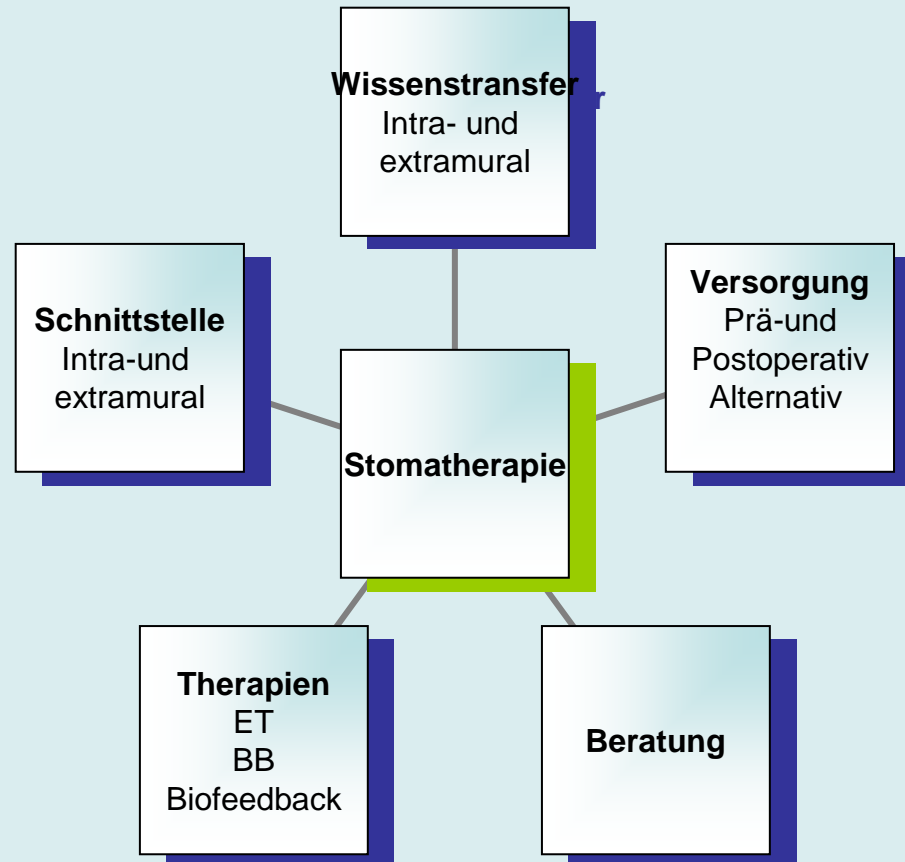 Wissenstransfer
Intra- und
extramural
Schnittstelle
Intra-und
extramural
Versorgung
Prä-und
Postoperativ
Alternativ
Stomatherapie
Therapien
ET
BB
Biofeedback
Beratung